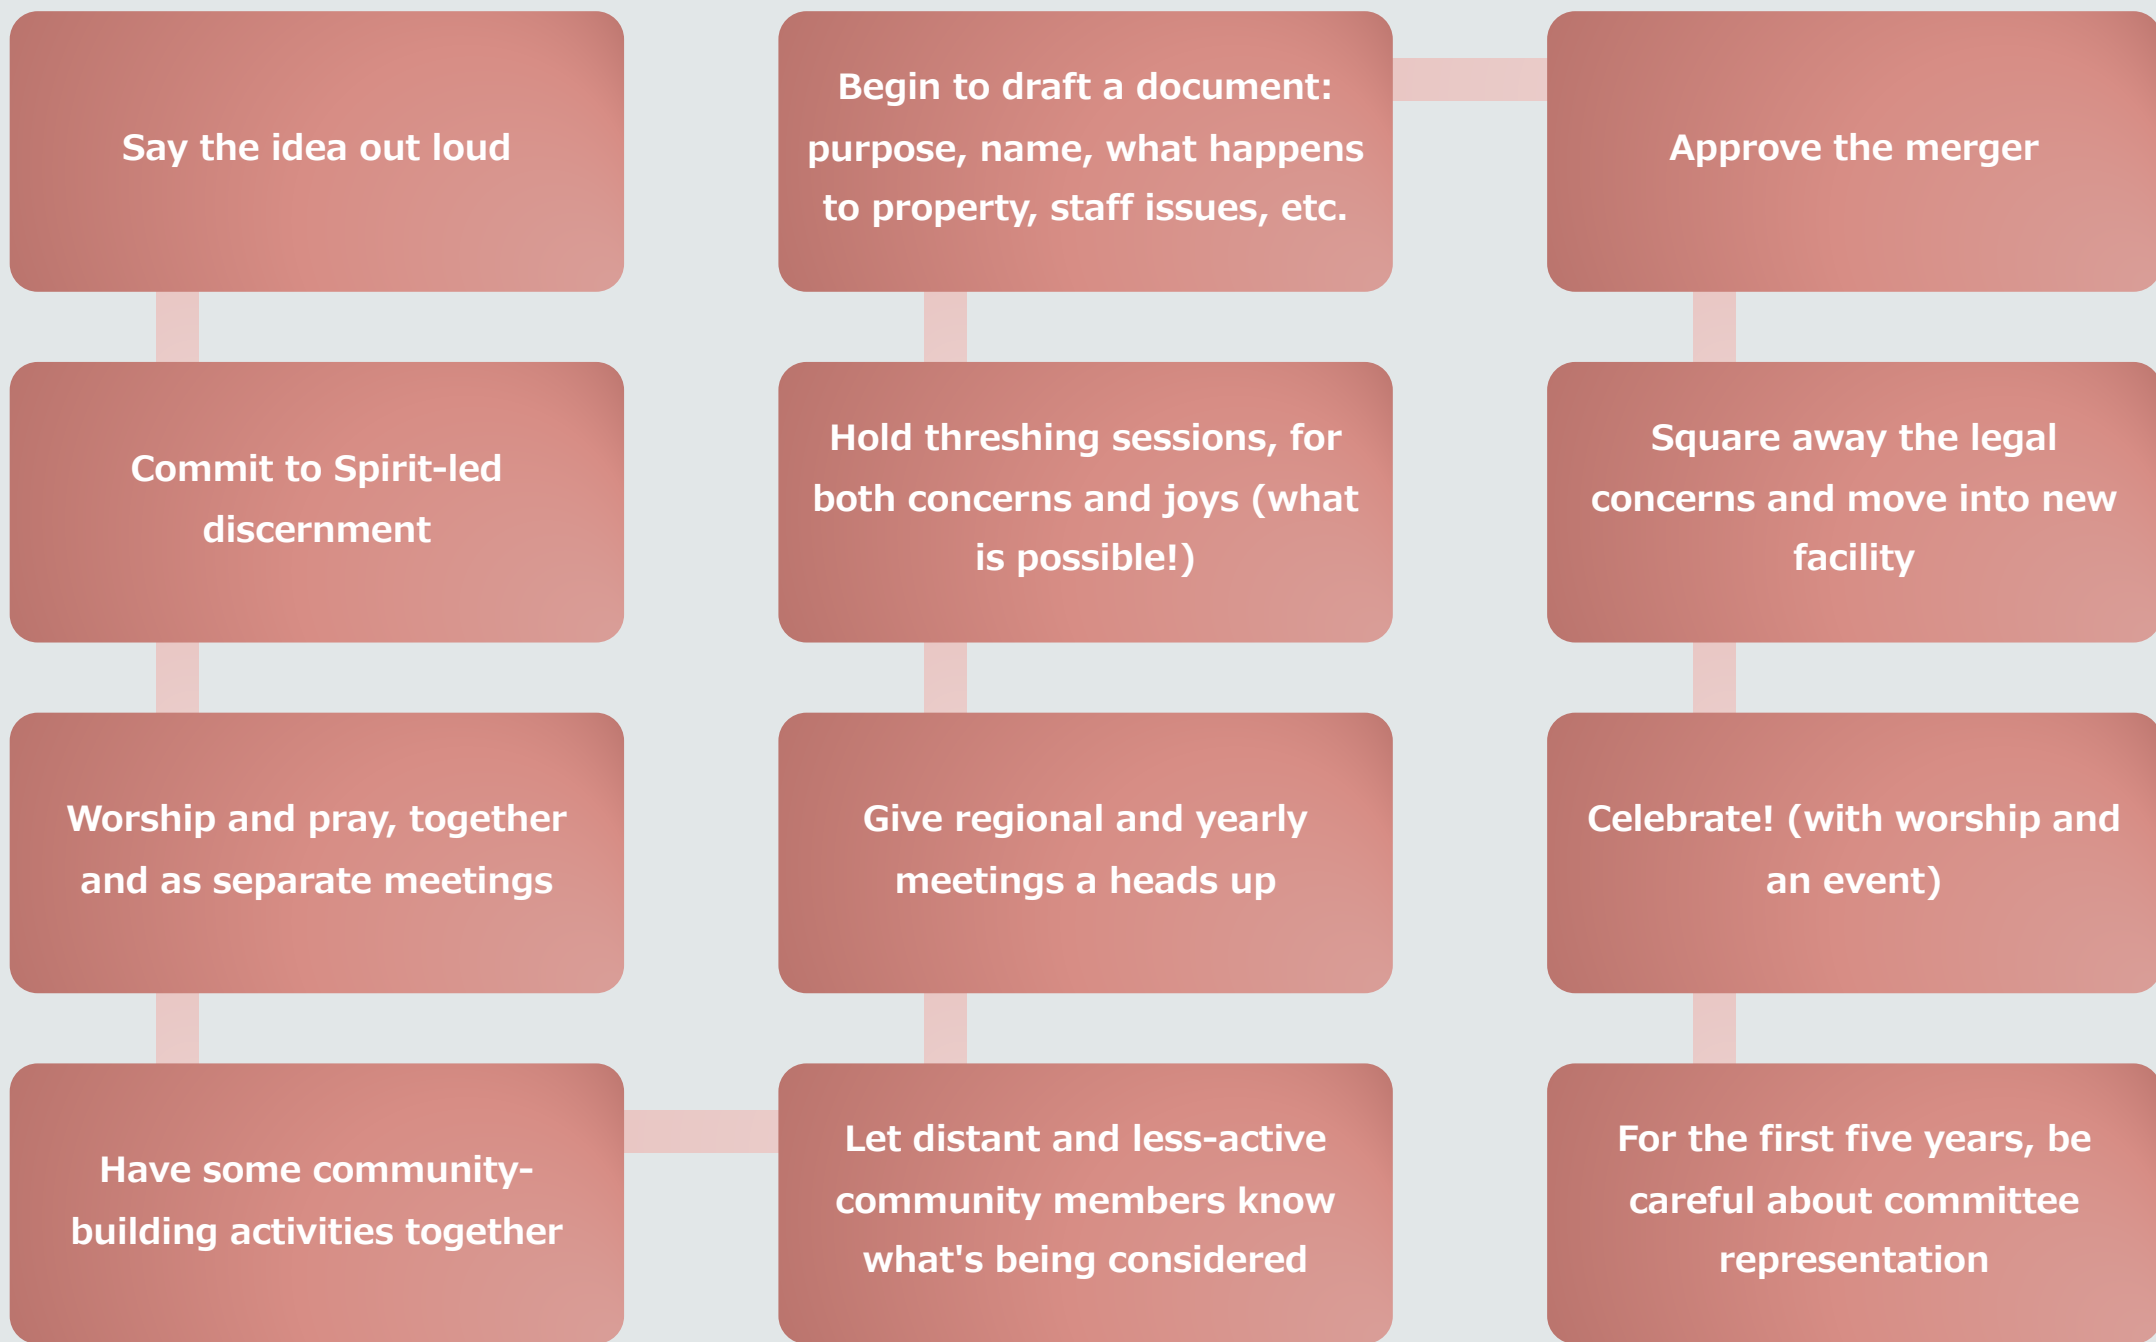 Say the idea out loud
Commit to Spirit-led
discernment
Worship and pray, together
and as separate meetings
Have some community-
building activities together
Let distant and less-active
community members know
what's being considered
Give regional and yearly
meetings a heads up
Hold threshing sessions, for
both concerns and joys (what
is possible!)
Begin to draft a document:
purpose, name, what happens
to property, staff issues, etc.
Approve the merger
Square away the legal
concerns and move into new
facility
Celebrate! (with worship and
an event)
For the first five years, be
careful about committee
representation